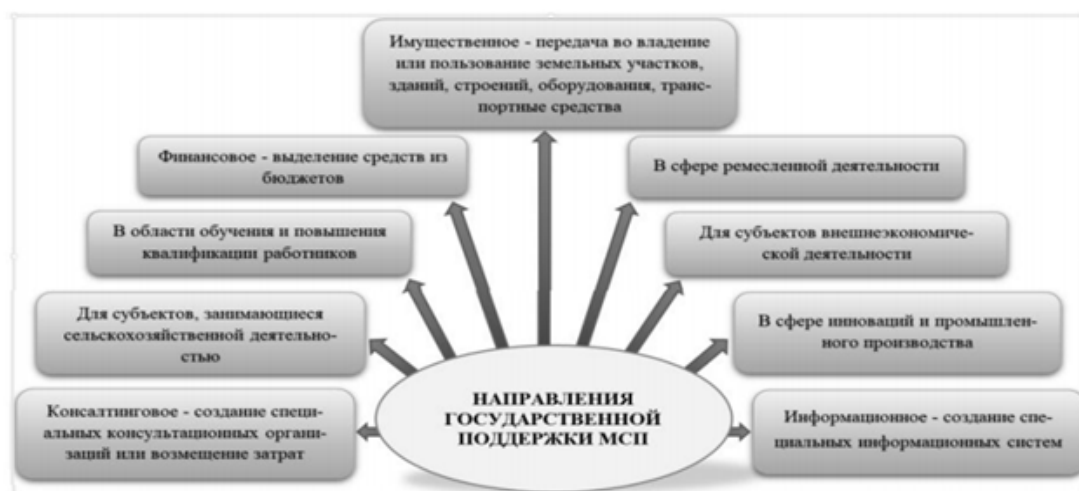 Имущественное - передача во владение
или пользование земельных участков,
зданий, строений, оборудования, транс-
портные средства
Финансовое - выделение средств из
бюджетов
В сфере ремесленной деятельности
В области обучения и повышения
квалификации работников
Для субъектов внешнеэкономиче-
ской деятельности
Для субъектов, занимающиеся
сельскохозяйственной деятельно-
стью
В сфере инноваций и промышлен-
ного производства
Консалтинговое - создание специ-
альных консультационных органи-
заций или возмещение затрат
НАПРАВЛЕНИЯ
ГОСУДАРСТВЕННОЙ
ПОДДЕРЖКИ МСП
Информационное - создание спе-
циальных информационных систем